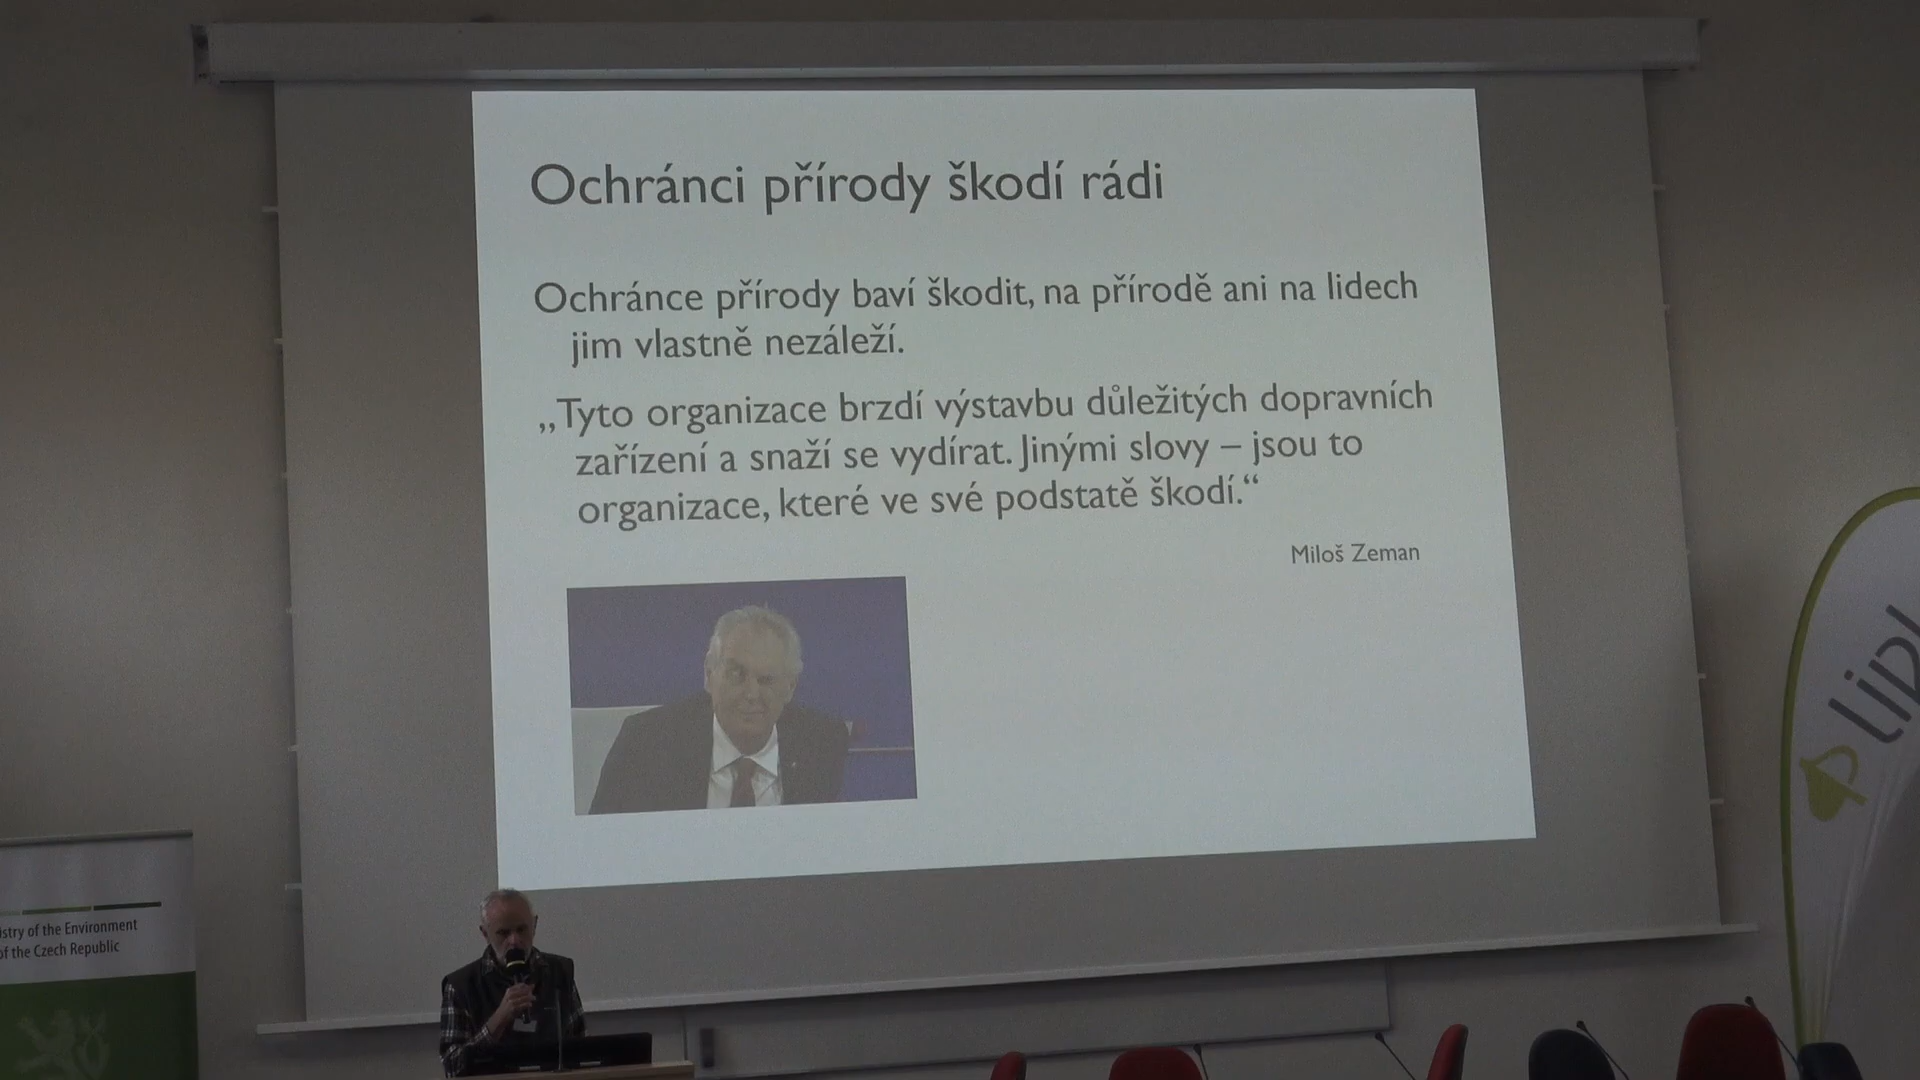 Ochránci přírody škodí rádi
Ochránce přírody baví škodit, na přírodě ani na lidech
jim vlastně nezáleží.
„Tyto organizace brzdí výstavbu důležitých dopravních
zařízení a snaží se vydírat. Jinými slovy – jsou to
organizace, které ve své podstatě škodí.“
Miloš Zeman
istry of the Environment
of the Czech Republic